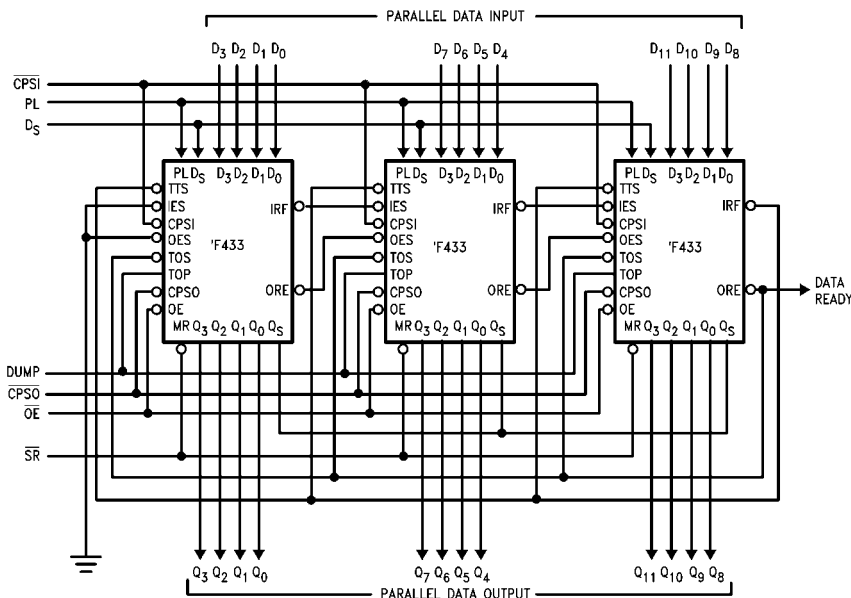 PARALLEL DATA INPUT
D3 D2 D1 D0 D7 D6 D5 D4 D11 D10 D9 D8
CPSI
PL
DS
PL DS D3 D2 D1 D0 PL DS D3 D2 D1 D0 PL DS D3 D2 D1 D0
TTS TTS TTS
IES IRF IES IRF IES IRF
CPSI CPSI CPSI
OES 'F433 OES 'F433 OES 'F433
TOS TOS TOS
TOP TOP TOP
CPSO ORE CPSO ORE CPSO ORE DATA READY
OE OE OE
MR Q3 Q2 Q1 Q0 QS MR Q3 Q2 Q1 Q0 QS MR Q3 Q2 Q1 Q0 QS
DUMP
CPSO
OE
SR
Q3 Q2 Q1 Q0 Q7 Q6 Q5 Q4 Q11 Q10 Q9 Q8
PARALLEL DATA OUTPUT